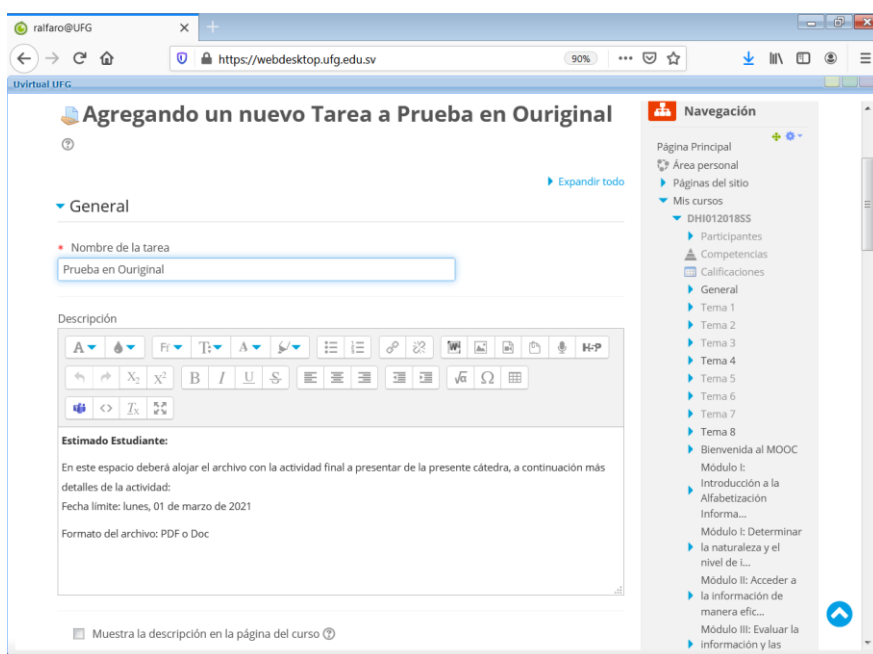 ralfaro@UFG
https://webdesktop.ufg.edu.sv
90%
Uvirtual UFG
Agregando un nuevo Tarea a Prueba en Ouriginal
Expandir todo
General
Nombre de la tarea
Prueba en Ouriginal
Descripción
A Ff T: A H-P
X2 X2 B I U S √a Ω
<> Tx
Estimado Estudiante:
En este espacio deberá alojar el archivo con la actividad final a presentar de la presente cátedra, a continuación más
detalles de la actividad:
Fecha límite: lunes, 01 de marzo de 2021
Formato del archivo: PDF o Doc
Muestra la descripción en la página del curso
Navegación
Página Principal
Área personal
Páginas del sitio
Mis cursos
DHI012018SS
Participantes
Competencias
Calificaciones
General
Tema 1
Tema 2
Tema 3
Tema 4
Tema 5
Tema 6
Tema 7
Tema 8
Bienvenida al MOOC
Módulo I:
Introducción a la
Alfabetización
Informa...
Módulo I: Determinar
la naturaleza y el
nivel de i...
Módulo II: Acceder a
la información de
manera efic...
Módulo III: Evaluar la
información y las